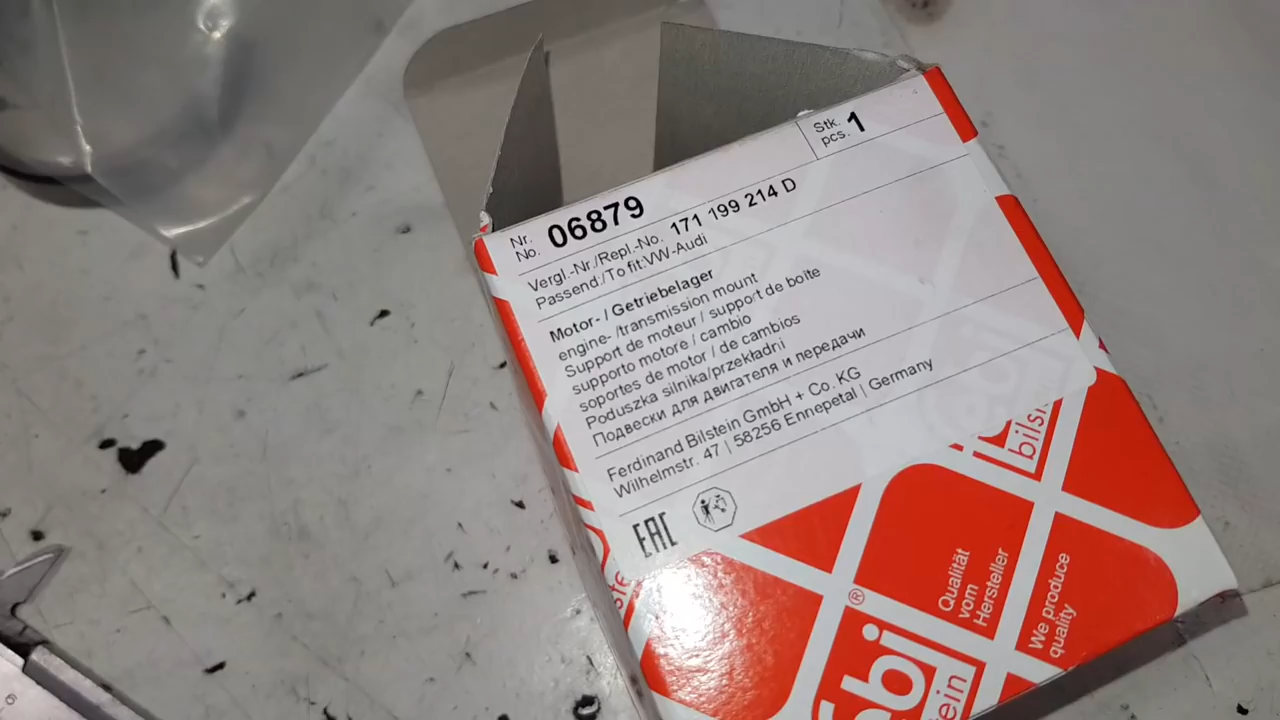 Stk.
pcs. 1
Nr.
No. 06879
Vergl.-Nr./Repl.-No. 171 199 214 D
Passend:/To fit:VW-Audi
Motor- / Getriebelager
engine- /transmission mount
Support de moteur / support de boite
supporto motore / cambio
soportes de motor / de cambios
Poduszka silnika/przekładni
Подвески для двигателя и передачи
Ferdinand Bilstein GmbH + Co. KG
Wilhelmstr. 47 | 58256 Ennepetal | Germany
EAC
Qualität
vom
Hersteller
We produce
quality
®